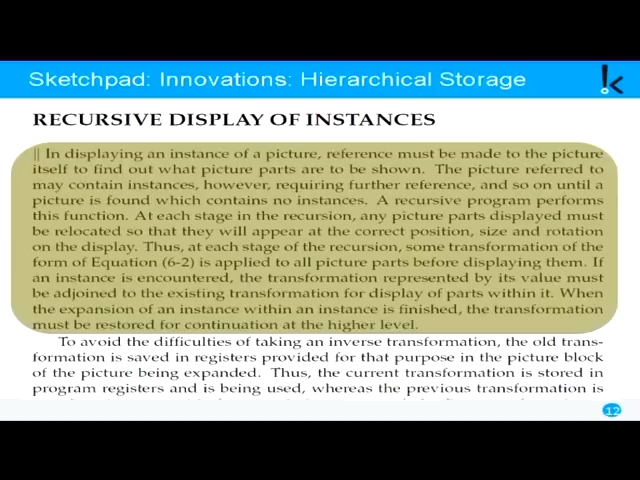 Sketchpad: Innovations: Hierarchical Storage
RECURSIVE DISPLAY OF INSTANCES
|| In displaying an instance of a picture, reference must be made to the picture
itself to find out what picture parts are to be shown. The picture referred to
may contain instances, however, requiring further reference, and so on until a
picture is found which contains no instances. A recursive program performs
this function. At each stage in the recursion, any picture parts displayed must
be relocated so that they will appear at the correct position, size and rotation
on the display. Thus, at each stage of the recursion, some transformation of the
form of Equation (6-2) is applied to all picture parts before displaying them. If
an instance is encountered, the transformation represented by its value must
be adjoined to the existing transformation for display of parts within it. When
the expansion of an instance within an instance is finished, the transformation
must be restored for continuation at the higher level.
To avoid the difficulties of taking an inverse transformation, the old trans-
formation is saved in registers provided for that purpose in the picture block
of the picture being expanded. Thus, the current transformation is stored in
program registers and is being used, whereas the previous transformation is
12